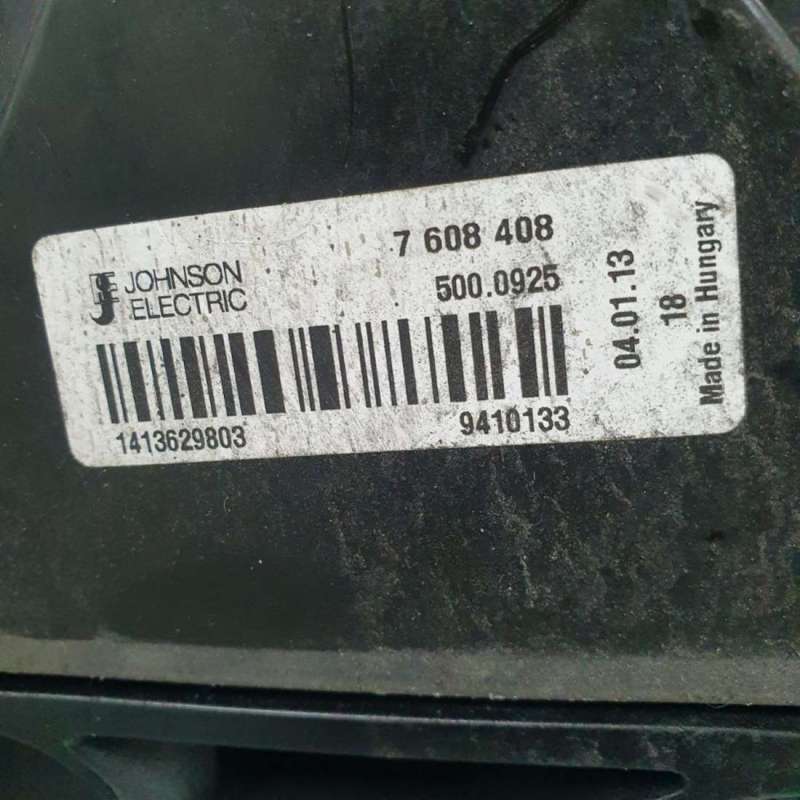 7 608 408
JOHNSON
ELECTRIC
500.0925
1413629803
9410133
04.01.13
18
Made in Hungary